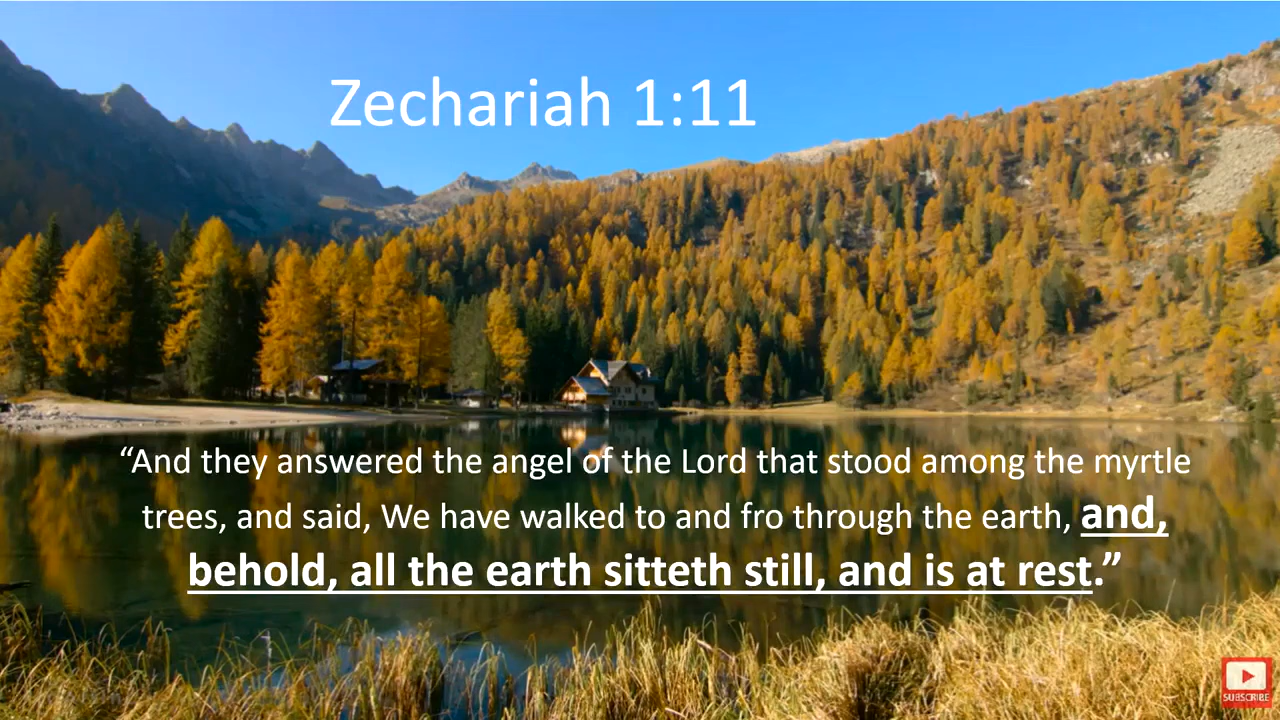 Zechariah 1:11
“And they answered the angel of the Lord that stood among the myrtle
trees, and said, We have walked to and fro through the earth, and,
behold, all the earth sitteth still, and is at rest.”
SUBSCRIBE